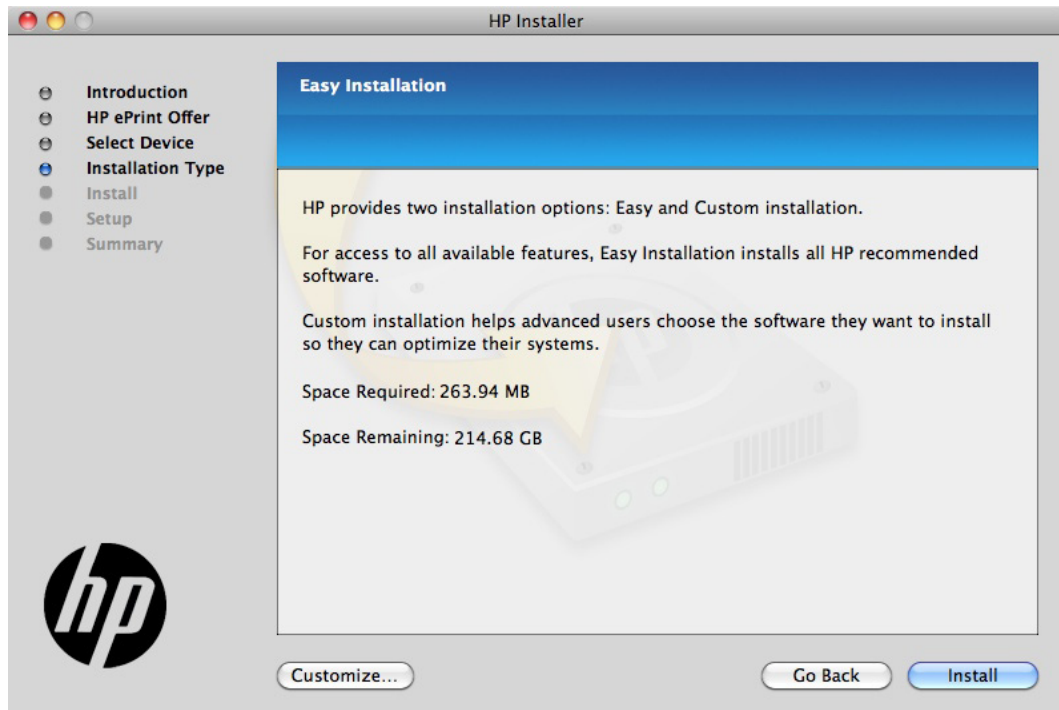 HP Installer
Introduction
HP ePrint Offer
Select Device
Installation Type
Install
Setup
Summary
hp
Easy Installation
HP provides two installation options: Easy and Custom installation.
For access to all available features, Easy Installation installs all HP recommended
software.
Custom installation helps advanced users choose the software they want to install
so they can optimize their systems.
Space Required: 263.94 MB
Space Remaining: 214.68 GB
Customize...
Go Back
Install